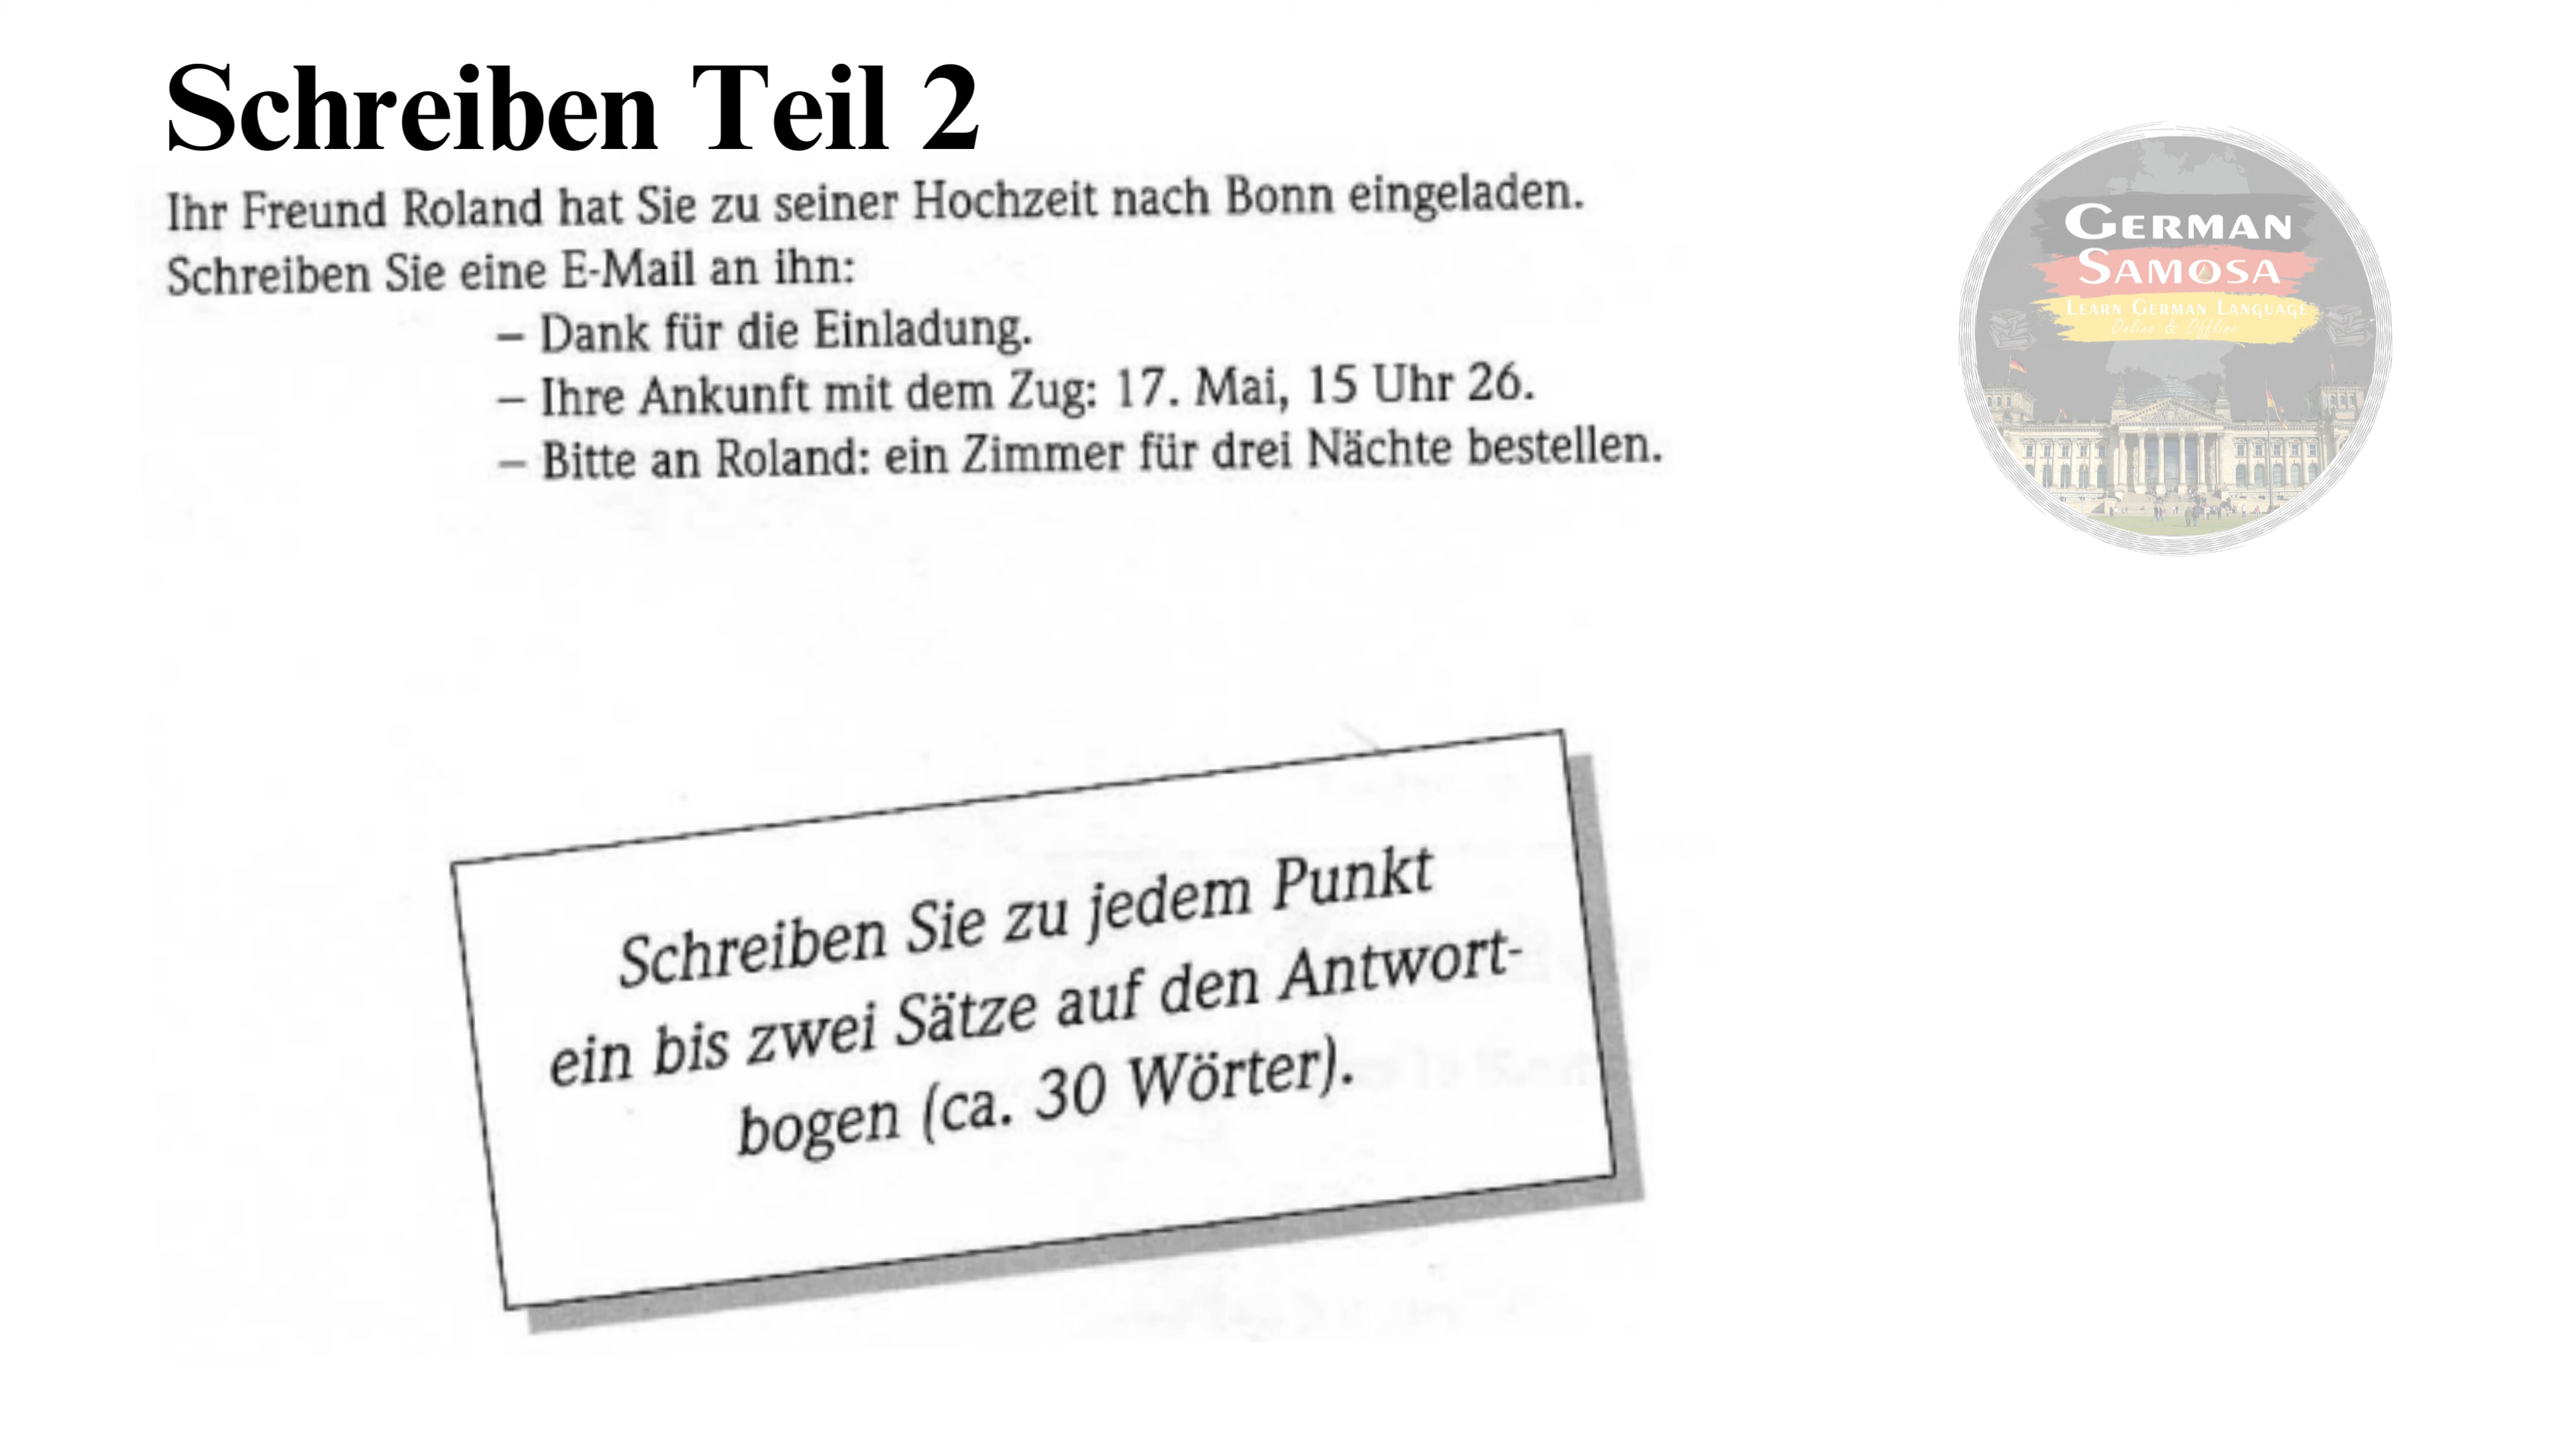 Schreiben Teil 2
Ihr Freund Roland hat Sie zu seiner Hochzeit nach Bonn eingeladen.
Schreiben Sie eine E-Mail an ihn:
– Dank für die Einladung.
– Ihre Ankunft mit dem Zug: 17. Mai, 15 Uhr 26.
– Bitte an Roland: ein Zimmer für drei Nächte bestellen.
GERMAN
SAMOSA
LEARN GERMAN LANGUAGE
Online & Offline
Schreiben Sie zu jedem Punkt
ein bis zwei Sätze auf den Antwort-
bogen (ca. 30 Wörter).